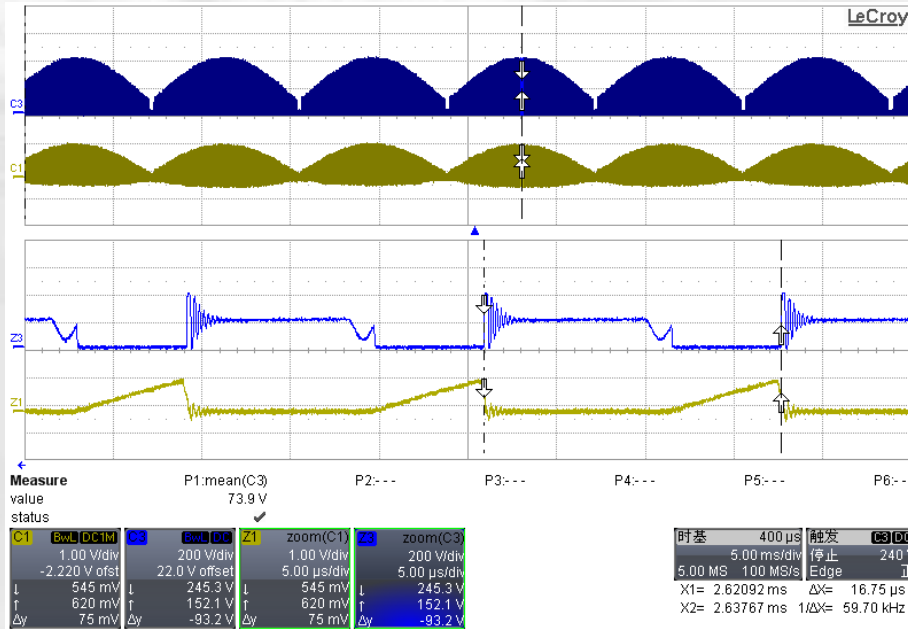 LeCroy
C3
C1
Z3
Z1
Measure P1:mean(C3) P2:--- P3:--- P4:--- P5:--- P6:--
value 73.9 V
status
C1 BwL DC1M C3 BwL DC Z1 zoom(C1) Z3 zoom(C3) 时基 400 µs 触发 C3 DC
1.00 V/div 200 V/div 1.00 V/div 200 V/div 5.00 ms/div 停止 240
-2.220 V ofst 22.0 V offset 5.00 µs/div 5.00 µs/div 5.00 MS 100 MS/s Edge 正
↓ 545 mV ↓ 245.3 V ↓ 545 mV ↓ 245.3 V X1= 2.62092 ms ΔX= 16.75 µs
↑ 620 mV ↑ 152.1 V ↑ 620 mV ↑ 152.1 V X2= 2.63767 ms 1/ΔX= 59.70 kHz
Δy 75 mV Δy -93.2 V Δy 75 mV Δy -93.2 V